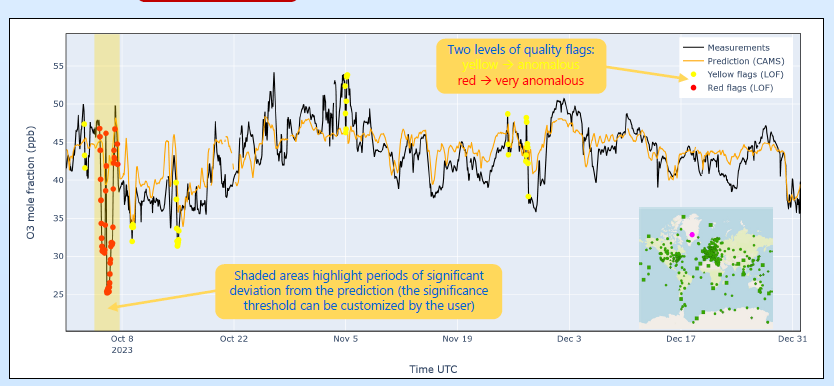 Two levels of quality flags:
yellow → anomalous
red → very anomalous
Measurements
Prediction (CAMS)
Yellow flags (LOF)
Red flags (LOF)
O3 mole fraction (ppb)
55
50
45
40
35
30
25
Shaded areas highlight periods of significant
deviation from the prediction (the significance
threshold can be customized by the user)
Oct 8
2023
Oct 22
Nov 5
Nov 19
Dec 3
Dec 17
Dec 31
Time UTC